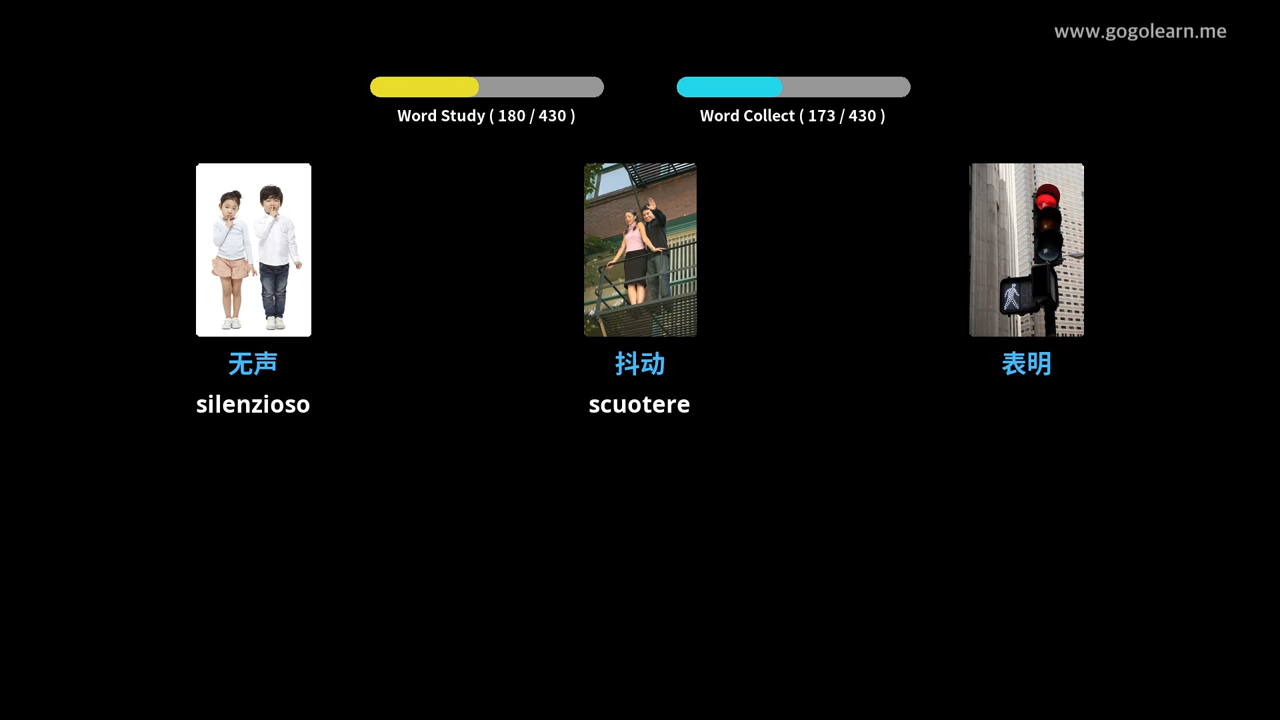 www.gogolearn.me
Word Study ( 180 / 430 )
Word Collect ( 173 / 430 )
无声
抖动
表明
silenzioso
scuotere